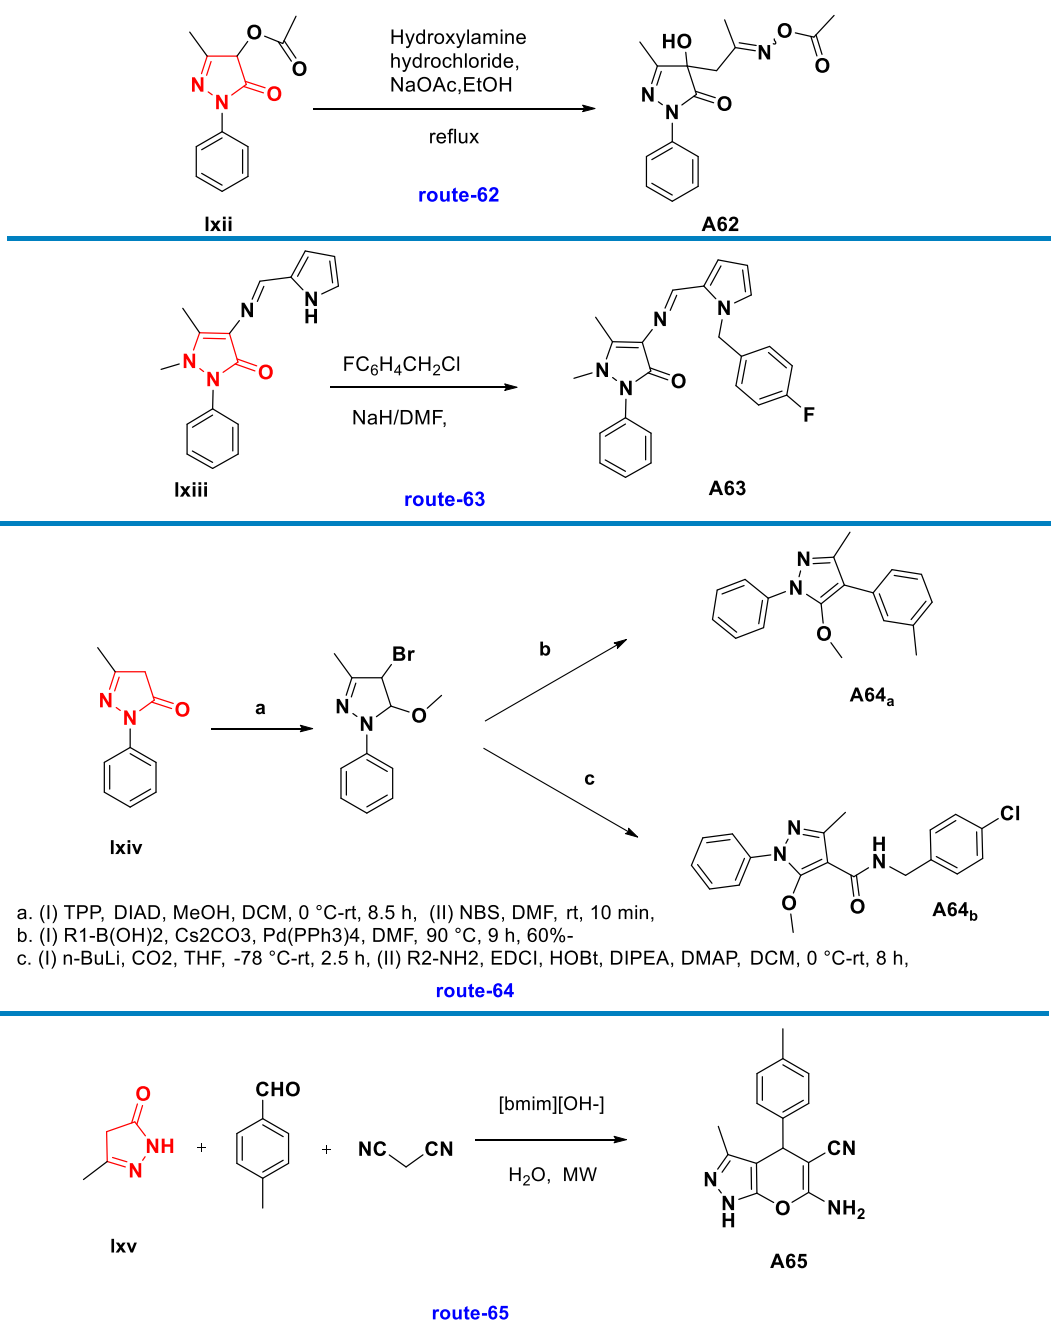 O
O
N
N
O
lxii
Hydroxylamine
hydrochloride,
NaOAc,EtOH
reflux
route-62
HO
N
O
O
N
N
O
A62
N
N
H
N
N
O
lxiii
FC6H4CH2Cl
NaH/DMF,
route-63
N
N
N
N
O
F
A63
N
N
O
lxiv
a
Br
N
N
O
b
c
N
N
O
A64a
N
N
O
H
N
O
Cl
A64b
a. (I) TPP, DIAD, MeOH, DCM, 0 °C-rt, 8.5 h, (II) NBS, DMF, rt, 10 min,
b. (I) R1-B(OH)2, Cs2CO3, Pd(PPh3)4, DMF, 90 °C, 9 h, 60%-
c. (I) n-BuLi, CO2, THF, -78 °C-rt, 2.5 h, (II) R2-NH2, EDCI, HOBt, DIPEA, DMAP, DCM, 0 °C-rt, 8 h,
route-64
O
NH
N
lxv
+
CHO
+
NC
CN
[bmim][OH-]
H2O, MW
N
N
H
O
CN
NH2
A65
route-65